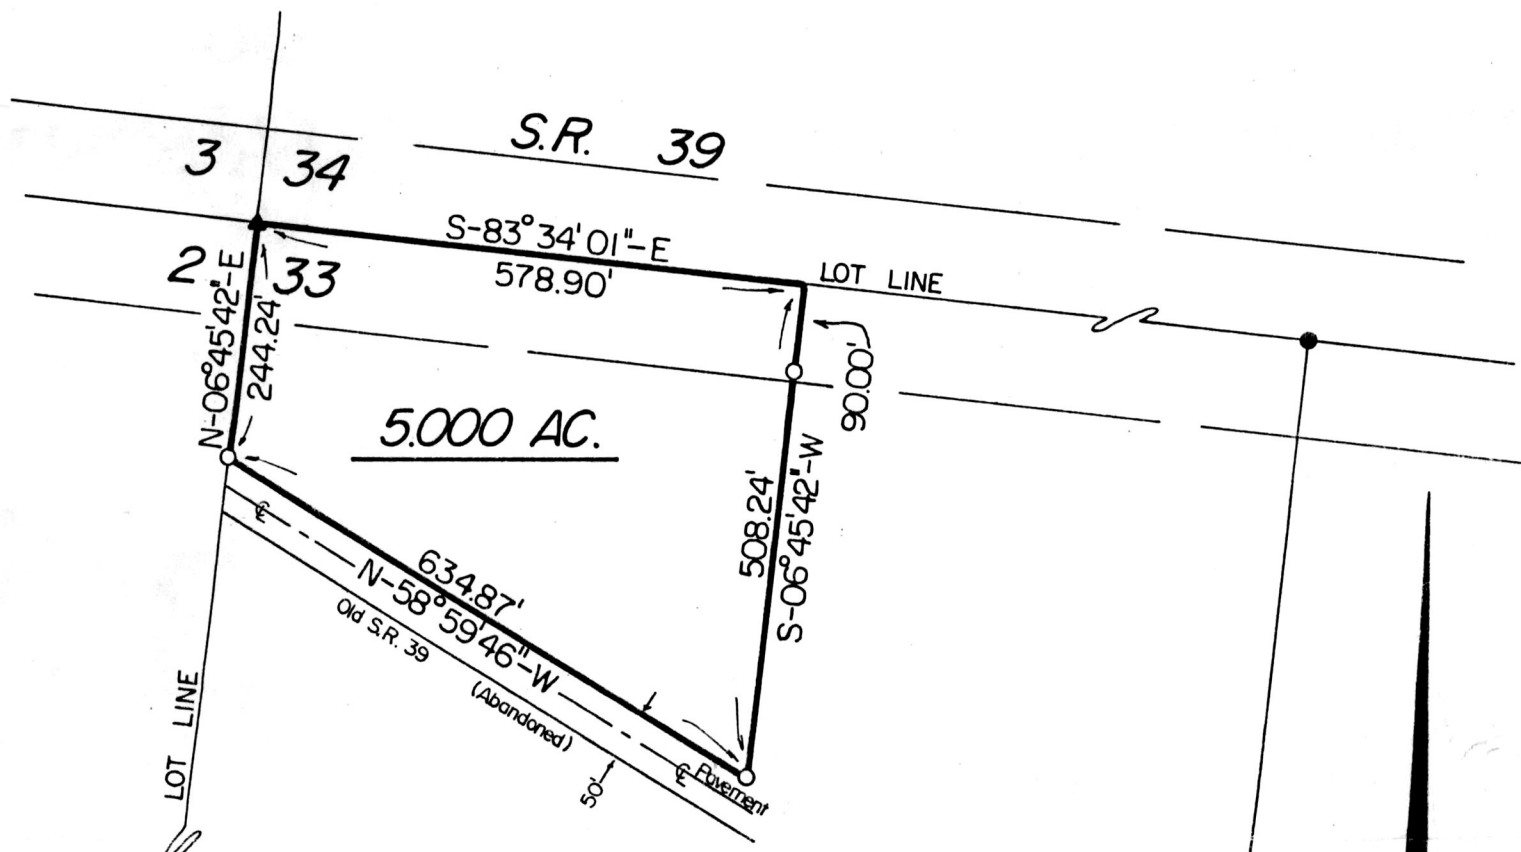 S.R. 39
3 34
S-83°34'01"-E
578.90'
LOT LINE
2 33
N-06°45'42"-E
244.24'
90.00'
5.000 AC.
508.24'
S-06°45'42"-W
℄
634.87'
N-58°59'46"-W
Old S.R. 39
(Abandoned)
LOT LINE
50'
℄ Pavement